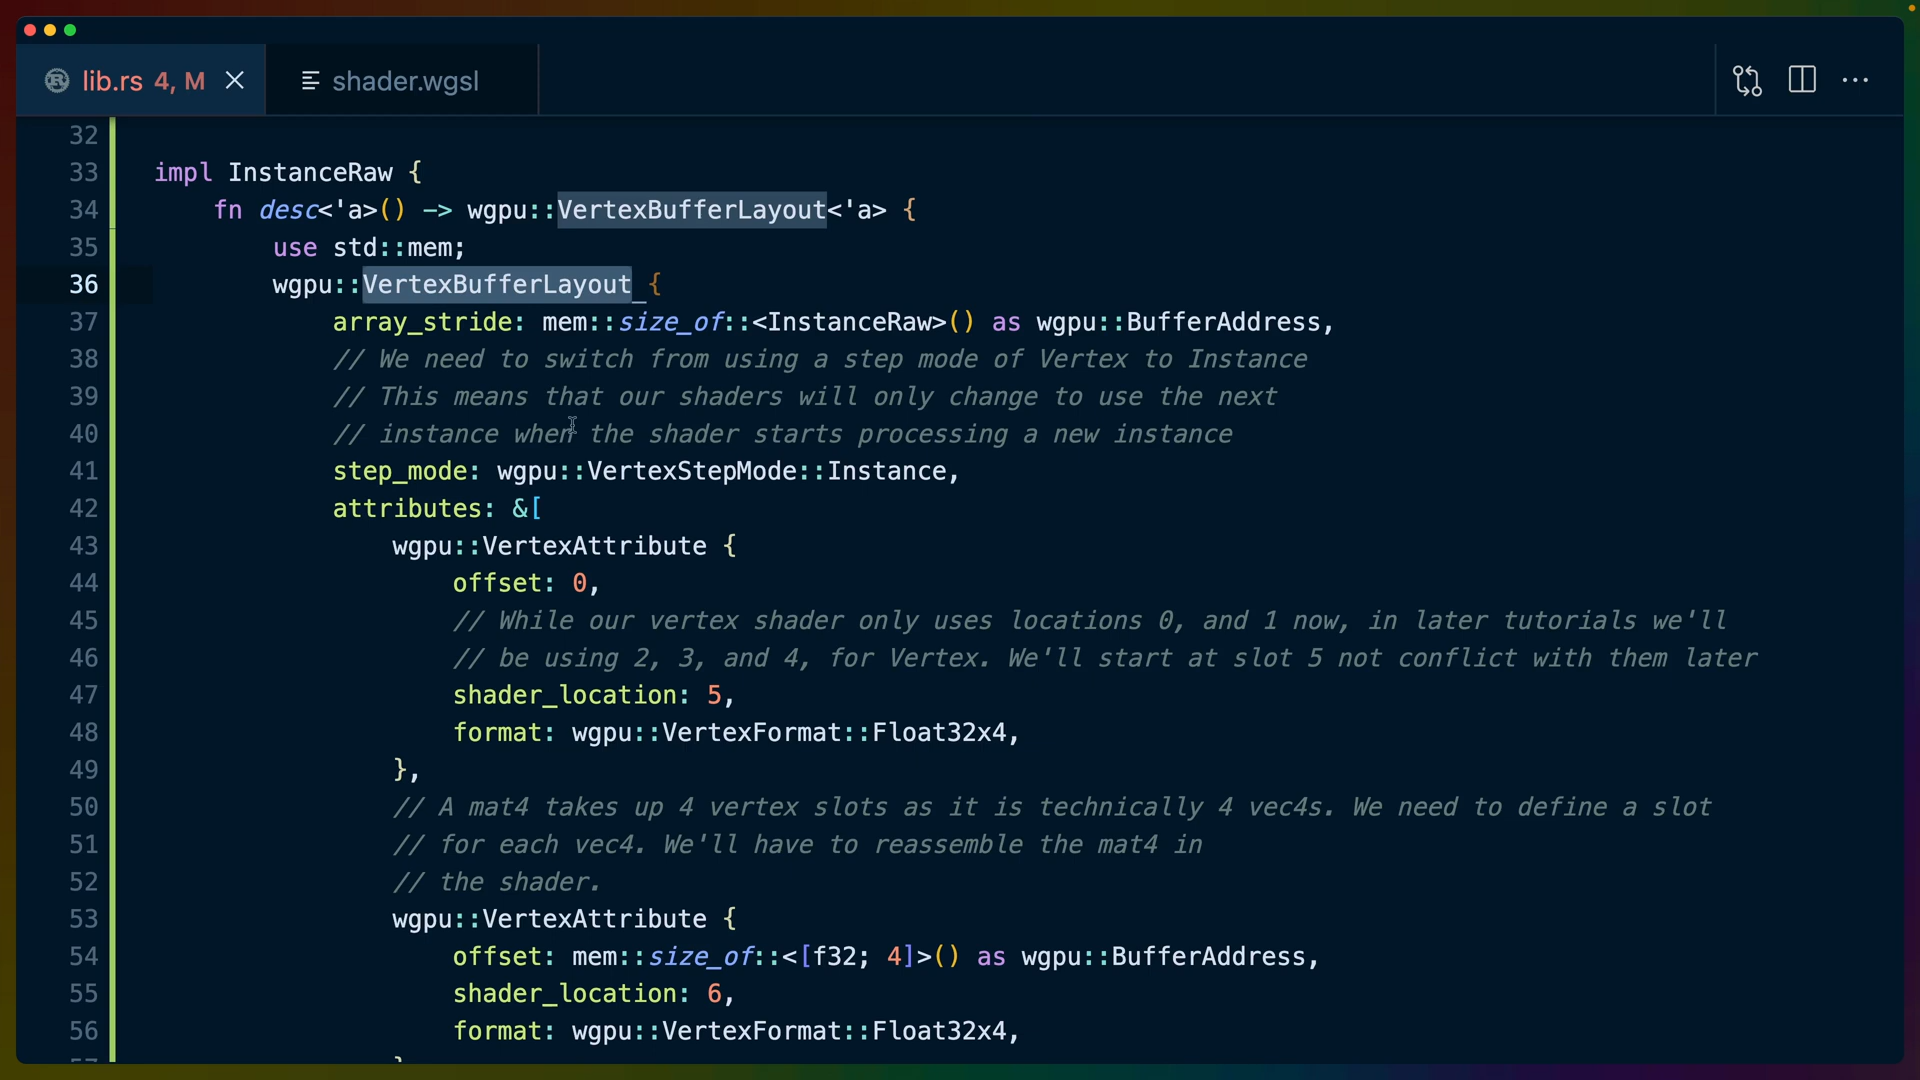 lib.rs 4, M
shader.wgsl
32
33 impl InstanceRaw {
34 fn desc<'a>() -> wgpu::VertexBufferLayout<'a> {
35 use std::mem;
36 wgpu::VertexBufferLayout {
37 array_stride: mem::size_of::<InstanceRaw>() as wgpu::BufferAddress,
38 // We need to switch from using a step mode of Vertex to Instance
39 // This means that our shaders will only change to use the next
40 // instance when the shader starts processing a new instance
41 step_mode: wgpu::VertexStepMode::Instance,
42 attributes: &[
43 wgpu::VertexAttribute {
44 offset: 0,
45 // While our vertex shader only uses locations 0, and 1 now, in later tutorials we'll
46 // be using 2, 3, and 4, for Vertex. We'll start at slot 5 not conflict with them later
47 shader_location: 5,
48 format: wgpu::VertexFormat::Float32x4,
49 },
50 // A mat4 takes up 4 vertex slots as it is technically 4 vec4s. We need to define a slot
51 // for each vec4. We'll have to reassemble the mat4 in
52 // the shader.
53 wgpu::VertexAttribute {
54 offset: mem::size_of::<[f32; 4]>() as wgpu::BufferAddress,
55 shader_location: 6,
56 format: wgpu::VertexFormat::Float32x4,